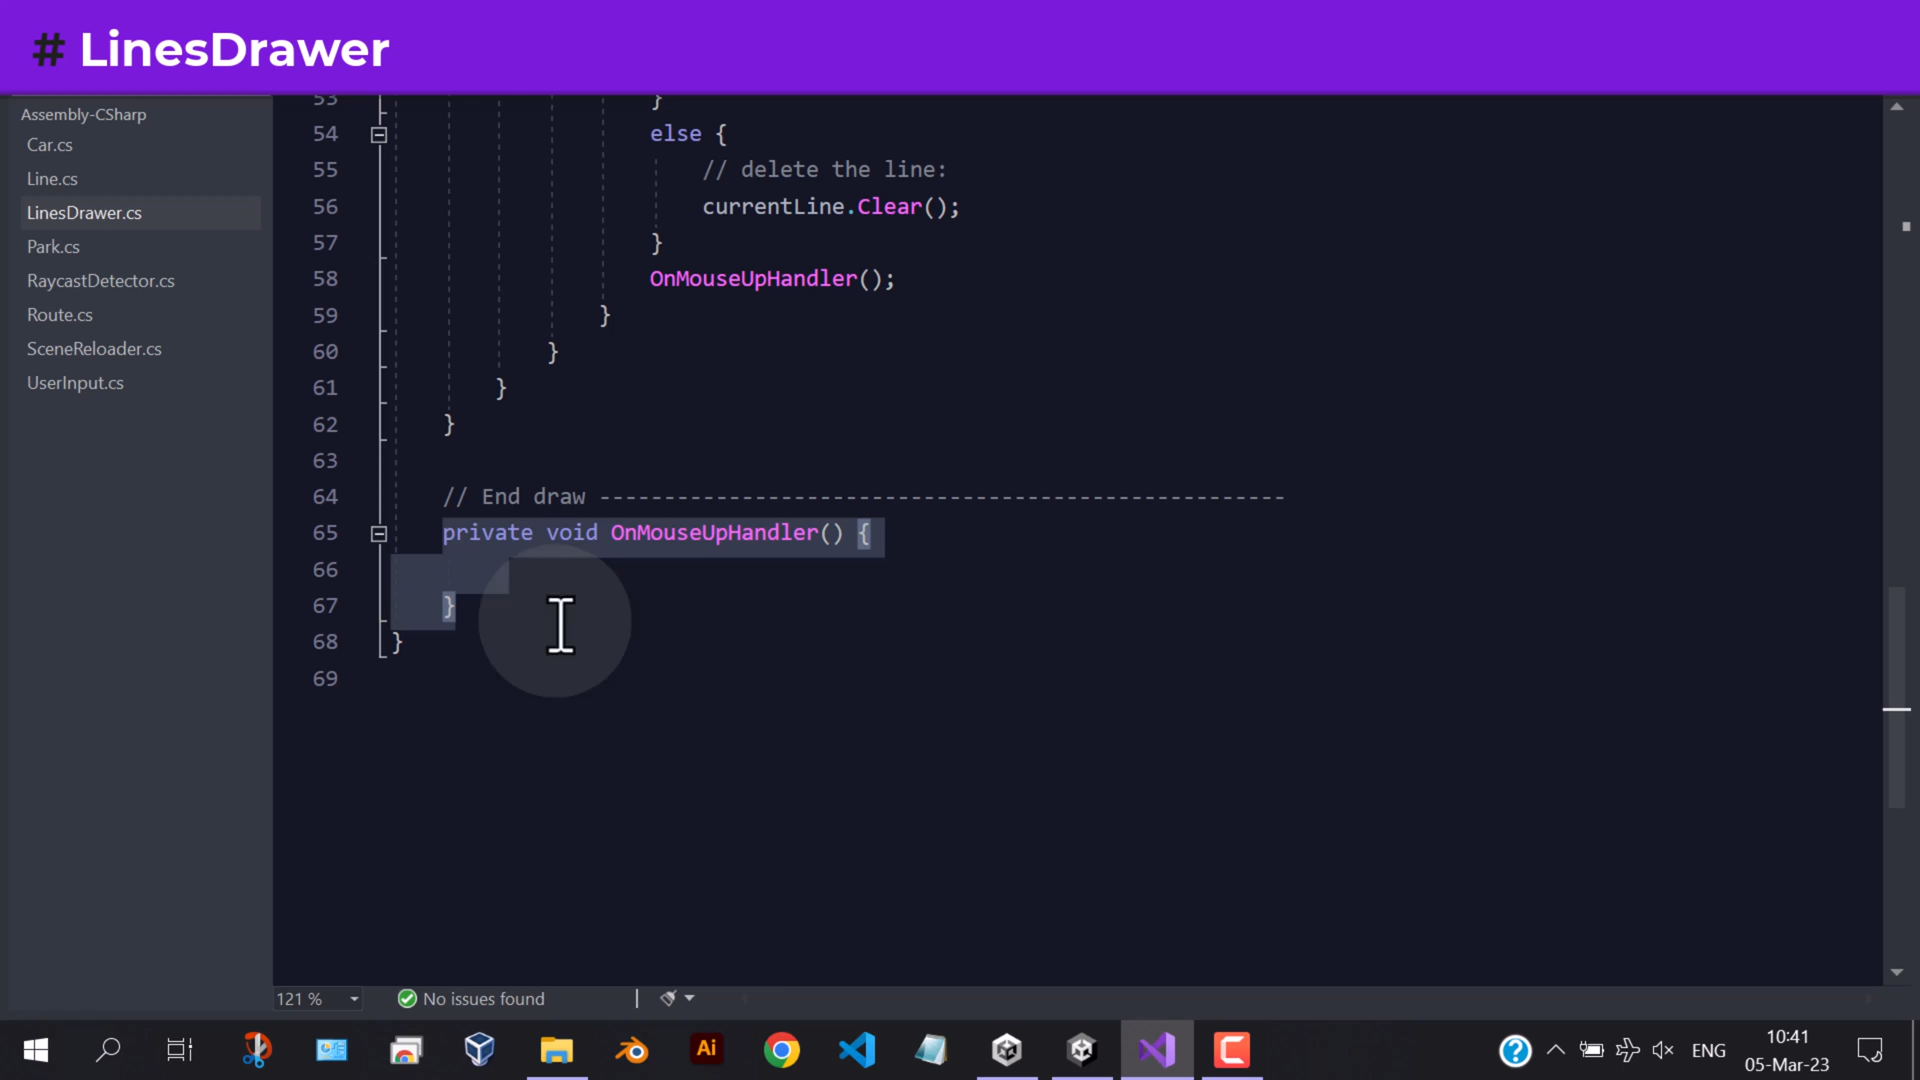 # LinesDrawer
Assembly-CSharp
Car.cs
Line.cs
LinesDrawer.cs
Park.cs
RaycastDetector.cs
Route.cs
SceneReloader.cs
UserInput.cs
53 }
54 else {
55 // delete the line:
56 currentLine.Clear();
57 }
58 OnMouseUpHandler();
59 }
60 }
61 }
62 }
63
64 // End draw -----------------------------------------------------
65 private void OnMouseUpHandler() {
66
67 }
68 }
69
121 % No issues found
Ai
ENG
10:41
05-Mar-23